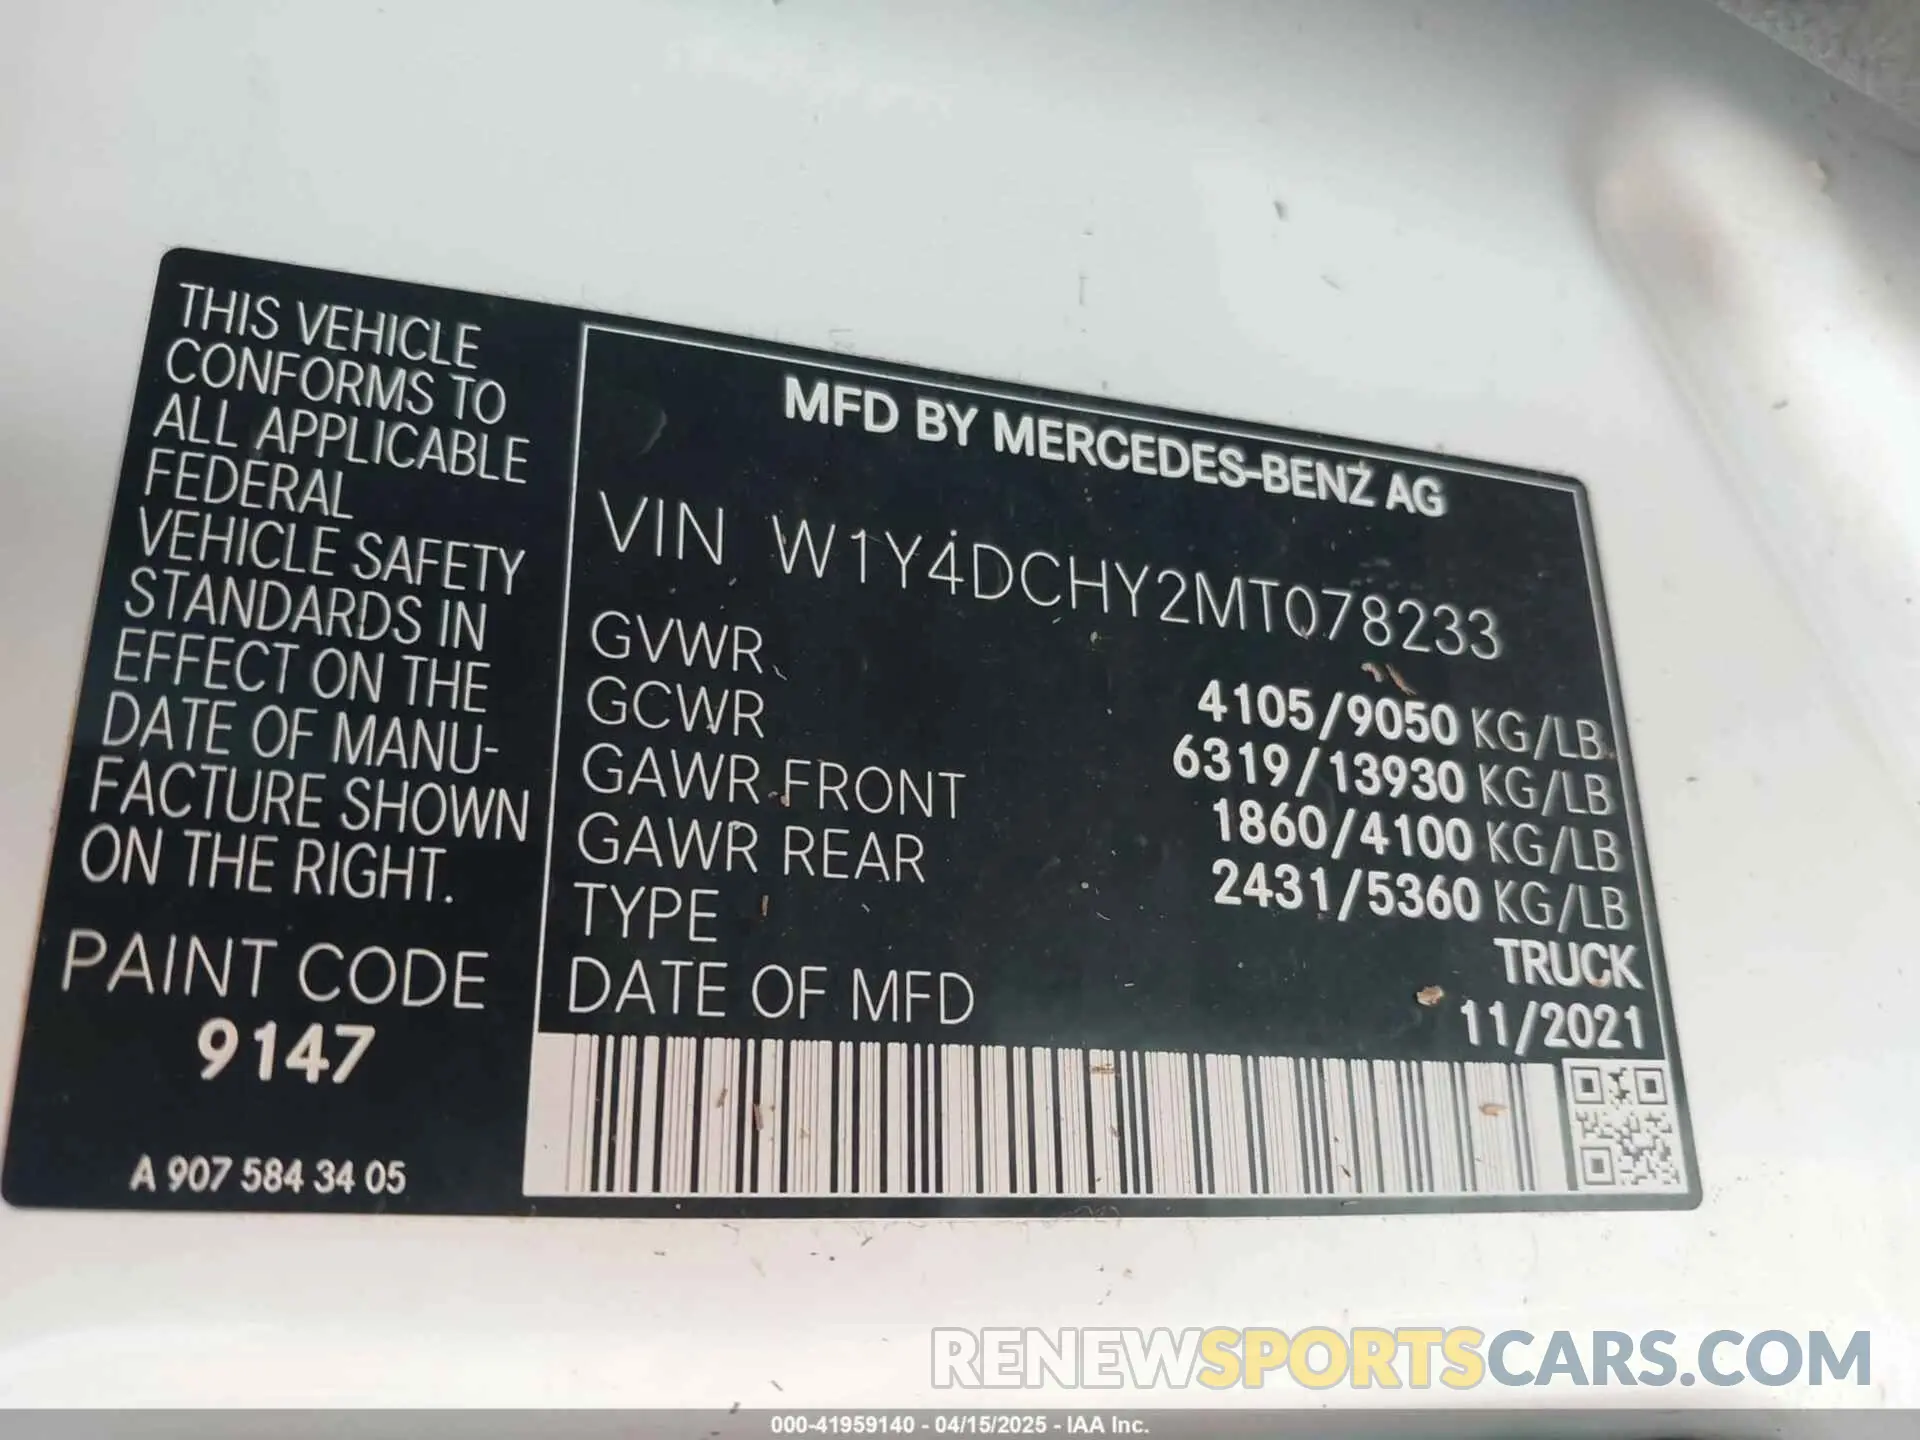 THIS VEHICLE
CONFORMS TO
ALL APPLICABLE
FEDERAL
VEHICLE SAFETY
STANDARDS IN
EFFECT ON THE
DATE OF MANU-
FACTURE SHOWN
ON THE RIGHT.
PAINT CODE
9147
A 907 584 34 05
MFD BY MERCEDES-BENZ AG
VIN W1Y4DCHY2MT078233
GVWR 4105/9050 KG/LB
GCWR 6319/13930 KG/LB
GAWR FRONT 1860/4100 KG/LB
GAWR REAR 2431/5360 KG/LB
TYPE TRUCK
DATE OF MFD 11/2021
RENEWSPORTSCARS.COM
000-41959140 - 04/15/2025 - IAA Inc.